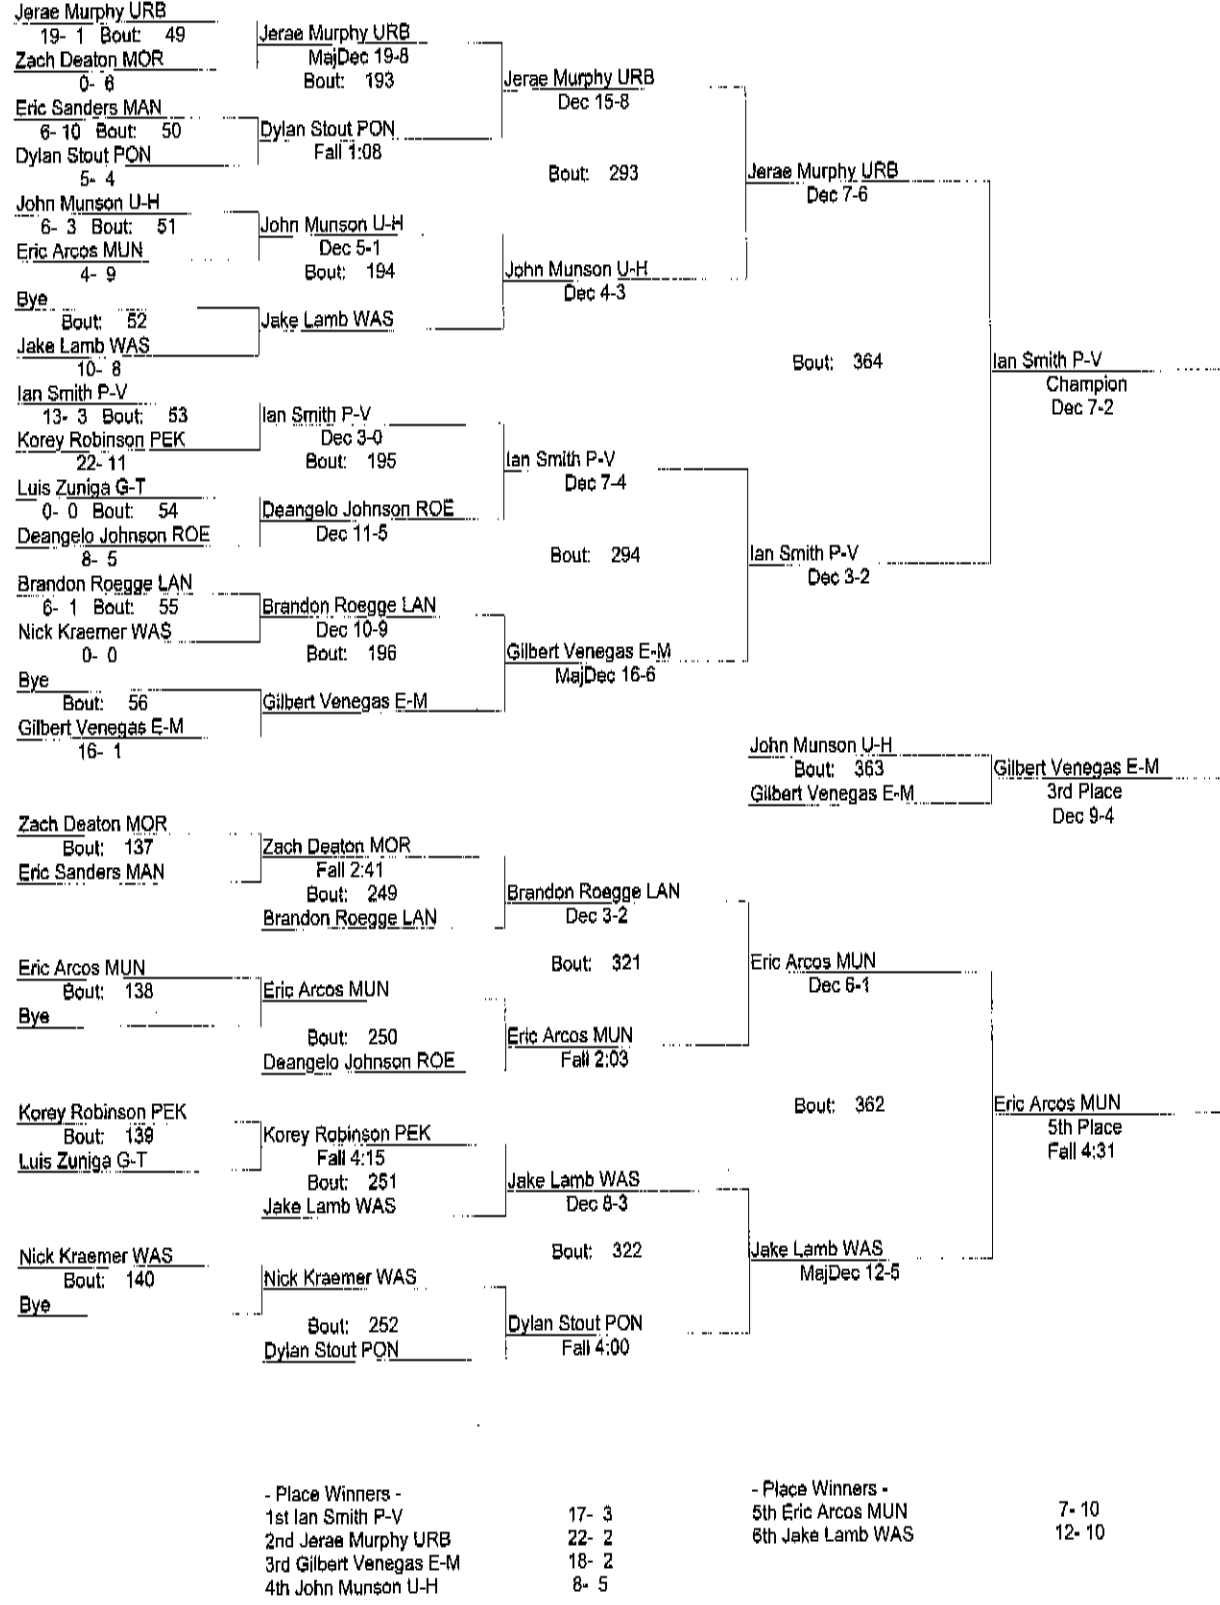 Jerae Murphy URB
19- 1 Bout: 49
Zach Deaton MOR
0- 6
Eric Sanders MAN
6- 10 Bout: 50
Dylan Stout PON
5- 4
John Munson U-H
6- 3 Bout: 51
Eric Arcos MUN
4- 9
Bye
Bout: 52
Jake Lamb WAS
10- 8
Ian Smith P-V
13- 3 Bout: 53
Korey Robinson PEK
22- 11
Luis Zuniga G-T
0- 0 Bout: 54
Deangelo Johnson ROE
8- 5
Brandon Roegge LAN
6- 1 Bout: 55
Nick Kraemer WAS
0- 0
Bye
Bout: 56
Gilbert Venegas E-M
16- 1
Jerae Murphy URB
MajDec 19-8
Bout: 193
Dylan Stout PON
Fall 1:08
John Munson U-H
Dec 5-1
Bout: 194
Jake Lamb WAS
Ian Smith P-V
Dec 3-0
Bout: 195
Deangelo Johnson ROE
Dec 11-5
Brandon Roegge LAN
Dec 10-9
Bout: 196
Gilbert Venegas E-M
Jerae Murphy URB
Dec 15-8
Bout: 293
John Munson U-H
Dec 4-3
Ian Smith P-V
Dec 7-4
Bout: 294
Gilbert Venegas E-M
MajDec 16-6
Jerae Murphy URB
Dec 7-6
Bout: 364
Ian Smith P-V
Dec 3-2
Ian Smith P-V
Champion
Dec 7-2
John Munson U-H
Bout: 363
Gilbert Venegas E-M
Gilbert Venegas E-M
3rd Place
Dec 9-4
Zach Deaton MOR
Bout: 137
Eric Sanders MAN
Eric Arcos MUN
Bout: 138
Bye
Korey Robinson PEK
Bout: 139
Luis Zuniga G-T
Nick Kraemer WAS
Bout: 140
Bye
Zach Deaton MOR
Fall 2:41
Bout: 249
Brandon Roegge LAN
Eric Arcos MUN
Bout: 250
Deangelo Johnson ROE
Korey Robinson PEK
Fall 4:15
Bout: 251
Jake Lamb WAS
Nick Kraemer WAS
Bout: 252
Dylan Stout PON
Brandon Roegge LAN
Dec 3-2
Bout: 321
Eric Arcos MUN
Fall 2:03
Jake Lamb WAS
Dec 8-3
Bout: 322
Dylan Stout PON
Fall 4:00
Eric Arcos MUN
Dec 6-1
Bout: 362
Jake Lamb WAS
MajDec 12-5
Eric Arcos MUN
5th Place
Fall 4:31
- Place Winners -
1st Ian Smith P-V 17- 3
2nd Jerae Murphy URB 22- 2
3rd Gilbert Venegas E-M 18- 2
4th John Munson U-H 8- 5
- Place Winners -
5th Eric Arcos MUN 7- 10
6th Jake Lamb WAS 12- 10